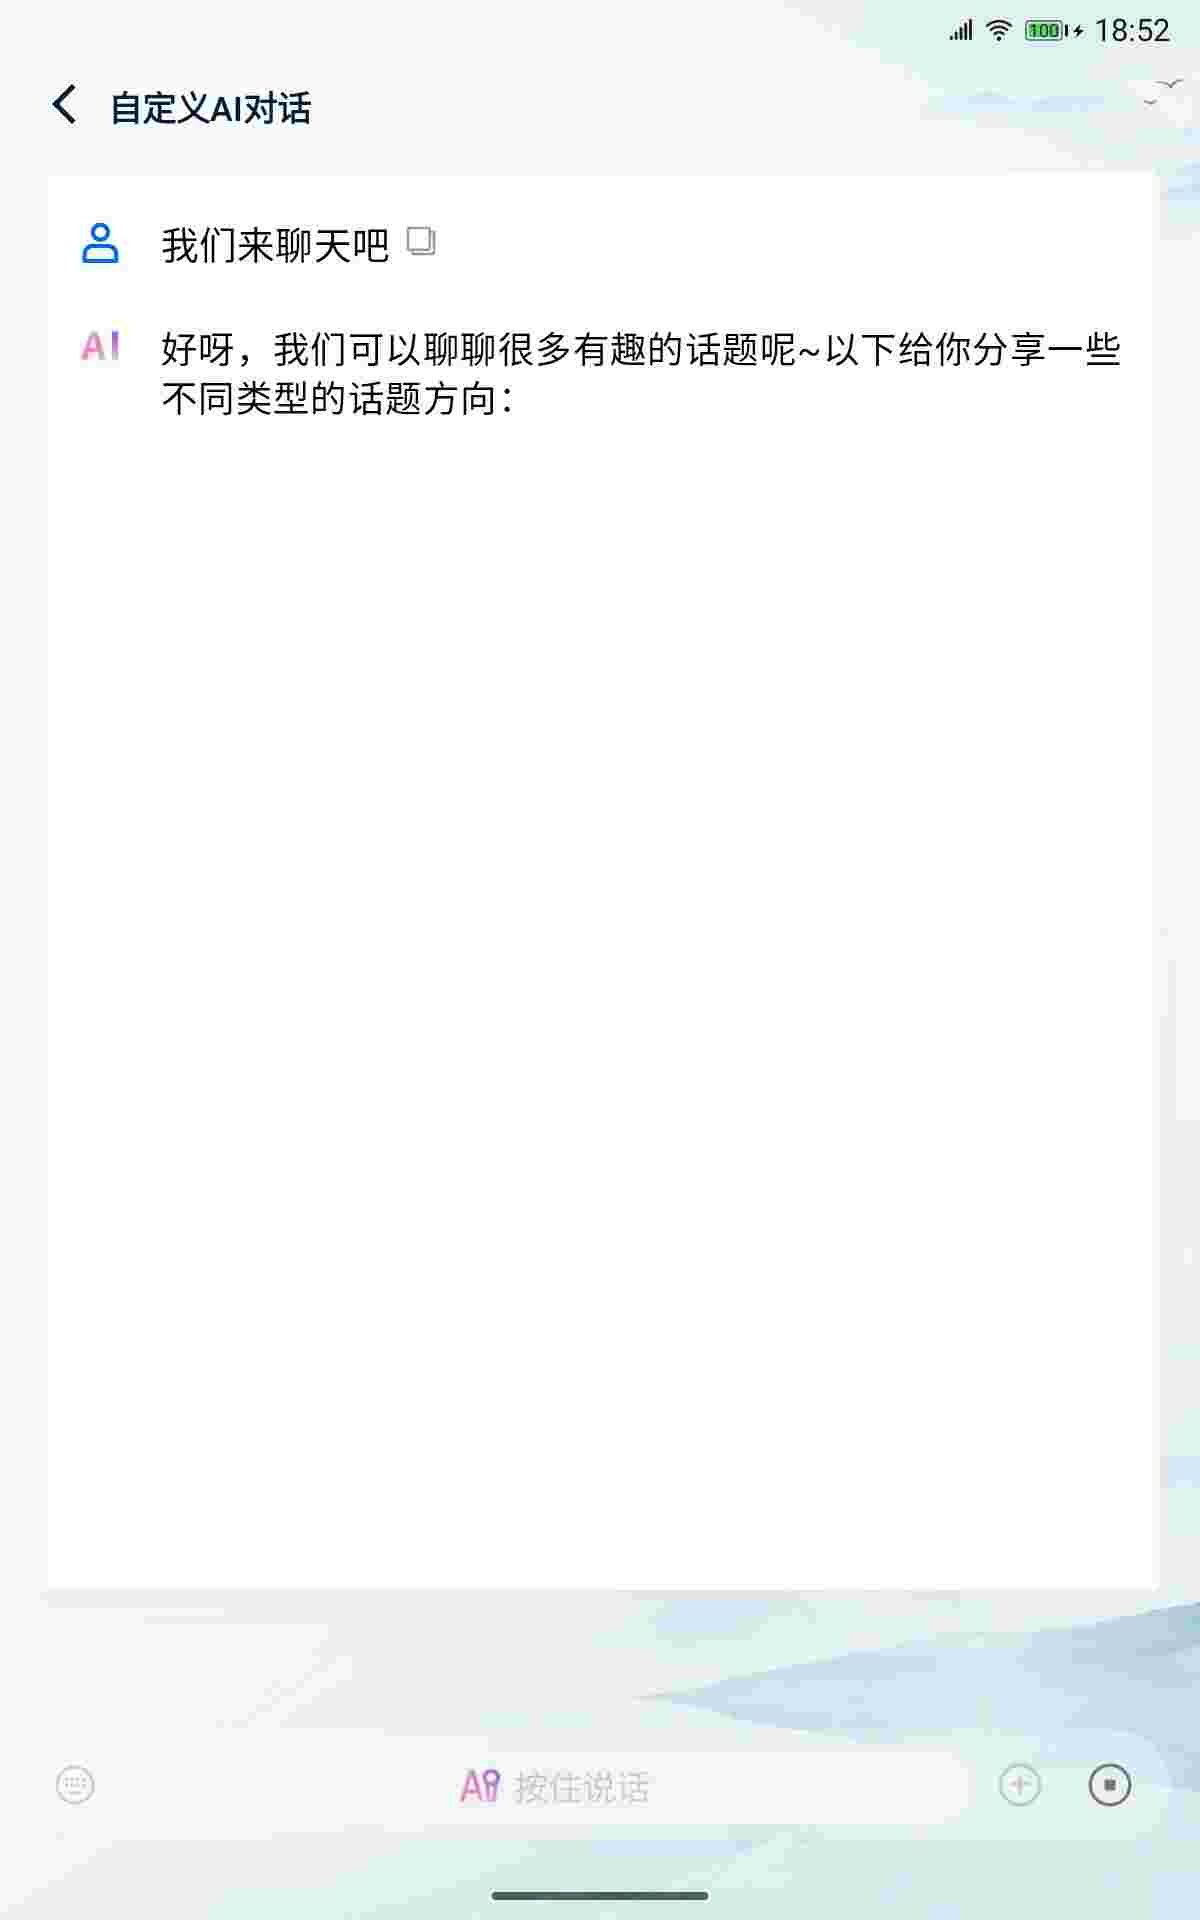 100 18:52
自定义AI对话
我们来聊天吧
AI 好呀，我们可以聊聊很多有趣的话题呢~以下给你分享一些
不同类型的话题方向：
AI 按住说话